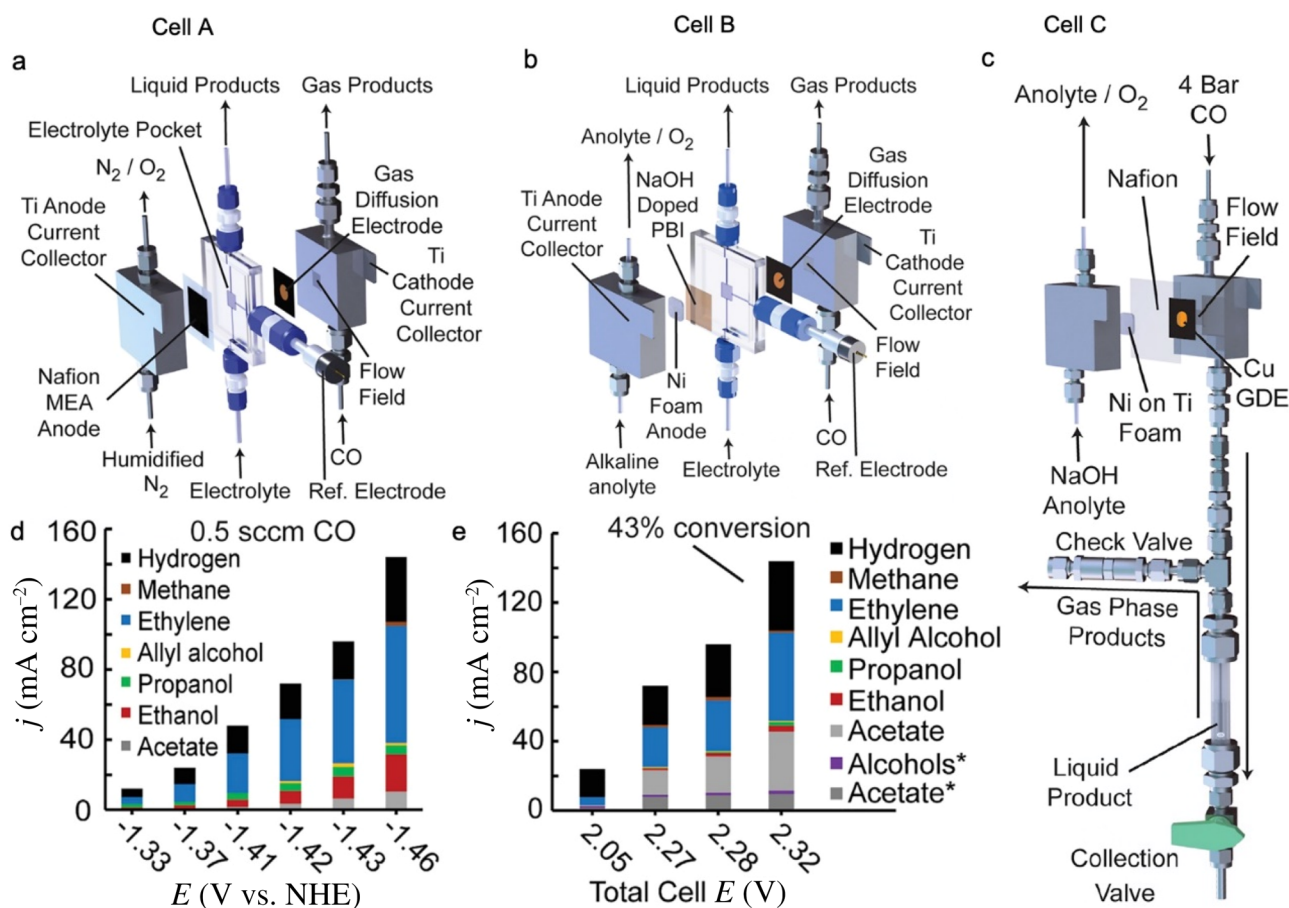 Cell A
Cell B
Cell C
a
Liquid Products
Gas Products
Electrolyte Pocket
N₂ / O₂
Gas
Diffusion
Electrode
Ti Anode
Current
Collector
Ti
Cathode
Current
Collector
Nafion
MEA
Anode
Flow
Field
Humidified
N₂
CO
Electrolyte
Ref. Electrode
b
Liquid Products
Gas Products
Anolyte / O₂
Gas
Diffusion
Electrode
NaOH
Doped
PBI
Ti Anode
Current
Collector
Ti
Cathode
Current
Collector
Flow
Field
Ni
Foam
Anode
CO
Alkaline
anolyte
Electrolyte
Ref. Electrode
c
Anolyte / O₂
4 Bar
CO
Nafion
Flow
Field
Cu
GDE
Ni on Ti
Foam
NaOH
Anolyte
Check Valve
Gas Phase
Products
Liquid
Product
Collection
Valve
d
0.5 sccm CO
160
120
80
40
0
j (mA cm⁻²)
Hydrogen
Methane
Ethylene
Allyl alcohol
Propanol
Ethanol
Acetate
-1.33
-1.37
-1.41
-1.42
-1.43
-1.46
E (V vs. NHE)
e
43% conversion
160
120
80
40
0
j (mA cm⁻²)
Hydrogen
Methane
Ethylene
Allyl Alcohol
Propanol
Ethanol
Acetate
Alcohols*
Acetate*
2.05
2.27
2.28
2.32
Total Cell E (V)